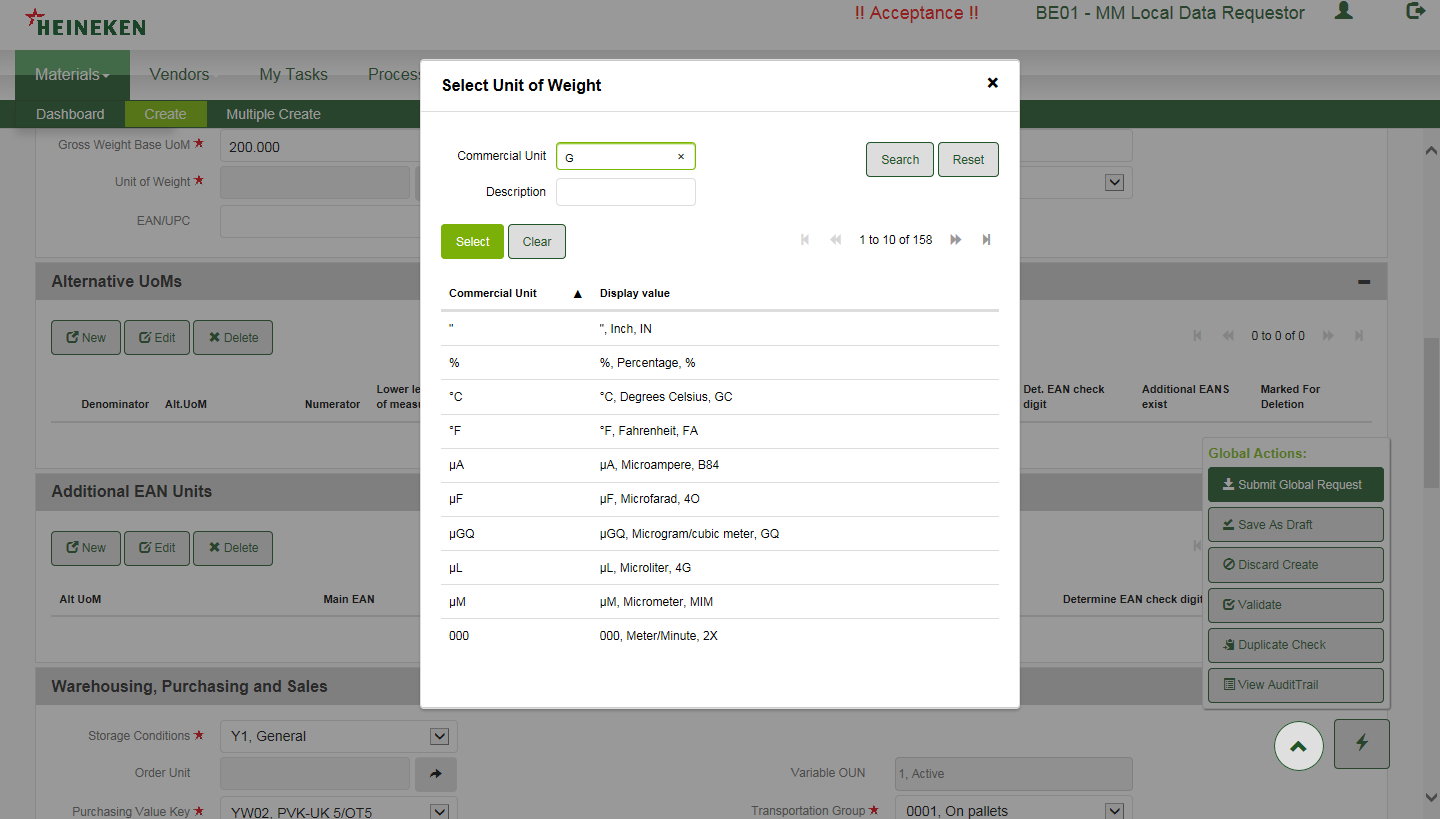 HEINEKEN
!! Acceptance !!
BE01 - MM Local Data Requestor
Materials
Vendors
My Tasks
Dashboard
Create
Multiple Create
Select Unit of Weight
Commercial Unit
G
Description
Search
Reset
Select
Clear
1 to 10 of 158
Commercial Unit
Display value
"
", Inch, IN
%
%, Percentage, %
°C
°C, Degrees Celsius, GC
°F
°F, Fahrenheit, FA
µA
µA, Microampere, B84
µF
µF, Microfarad, 4O
µGQ
µGQ, Microgram/cubic meter, GQ
µL
µL, Microliter, 4G
µM
µM, Micrometer, MIM
000
000, Meter/Minute, 2X
Gross Weight Base UoM
200.000
Unit of Weight
EAN/UPC
Alternative UoMs
New
Edit
Delete
0 to 0 of 0
Denominator
Alt.UoM
Numerator
Det. EAN check
digit
Additional EANS
exist
Marked For
Deletion
Additional EAN Units
New
Edit
Delete
Alt UoM
Main EAN
Determine EAN check digit
Global Actions:
Submit Global Request
Save As Draft
Discard Create
Validate
Duplicate Check
View AuditTrail
Warehousing, Purchasing and Sales
Storage Conditions
Y1, General
Order Unit
Variable OUN
1, Active
Purchasing Value Key
YW02, PVK-UK 5/OT5
Transportation Group
0001, On pallets